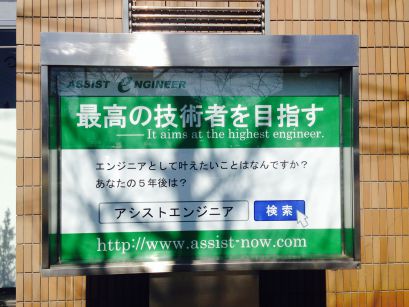 ASSIST eNGINEER
最高の技術者を目指す
It aims at the highest engineer.
エンジニアとして叶えたいことはなんですか?
あなたの5年後は?
アシストエンジニア 検索
http://www.assist-now.com